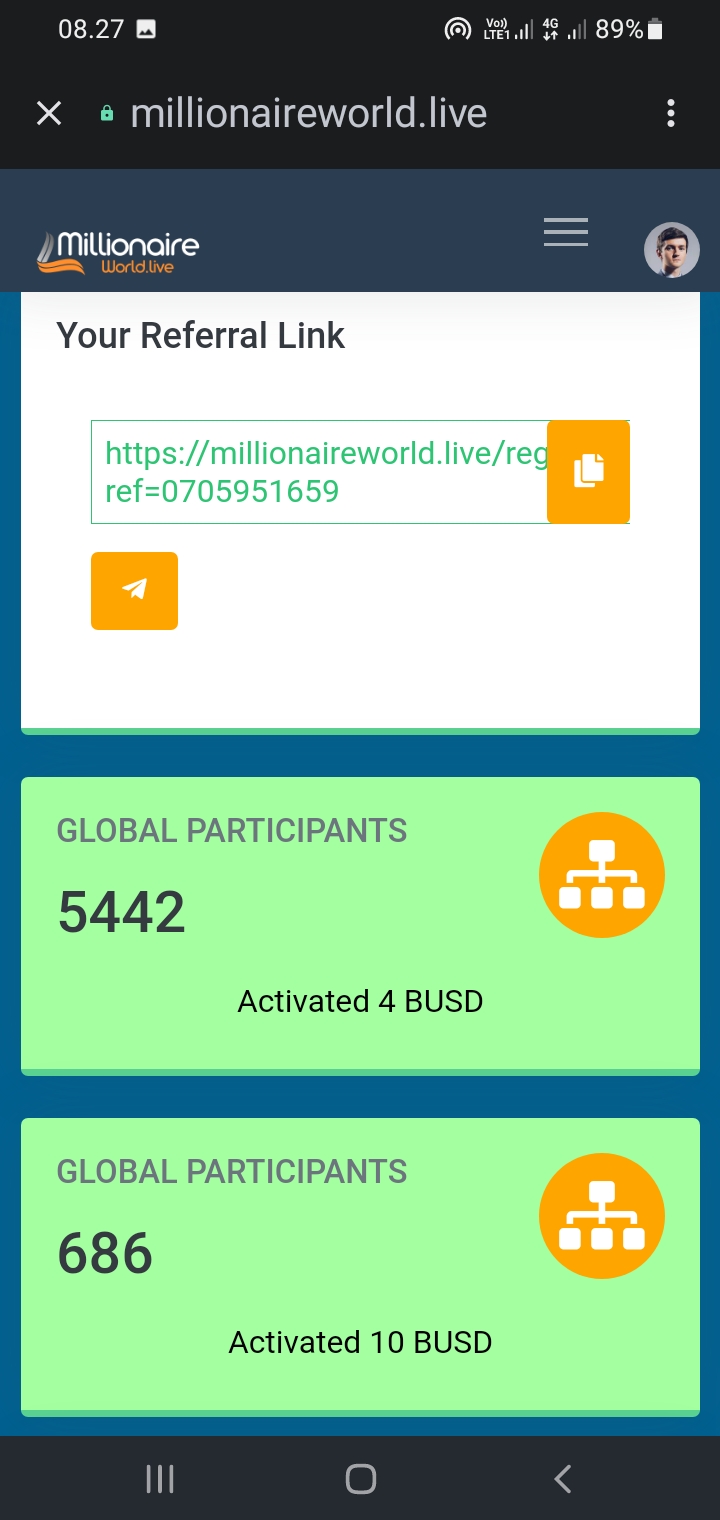 08.27
Vo)) LTE1 4G 89%
millionaireworld.live
Millionaire
World.live
Your Referral Link
https://millionaireworld.live/reg
ref=0705951659
GLOBAL PARTICIPANTS
5442
Activated 4 BUSD
GLOBAL PARTICIPANTS
686
Activated 10 BUSD